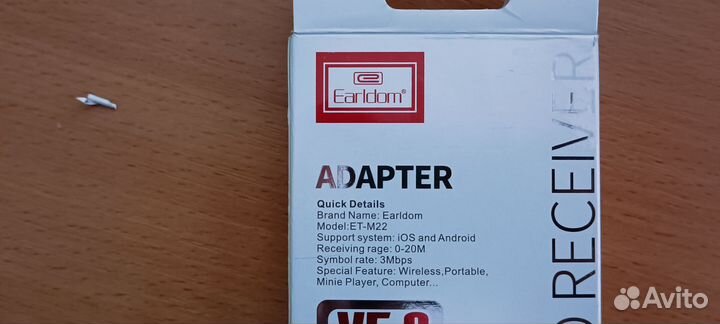 Earldom®
ADAPTER
Quick Details
Brand Name: Earldom
Model:ET-M22
Support system: iOS and Android
Receiving rage: 0-20M
Symbol rate: 3Mbps
Special Feature: Wireless,Portable,
Minie Player, Computer...
RECEIVER
Avito